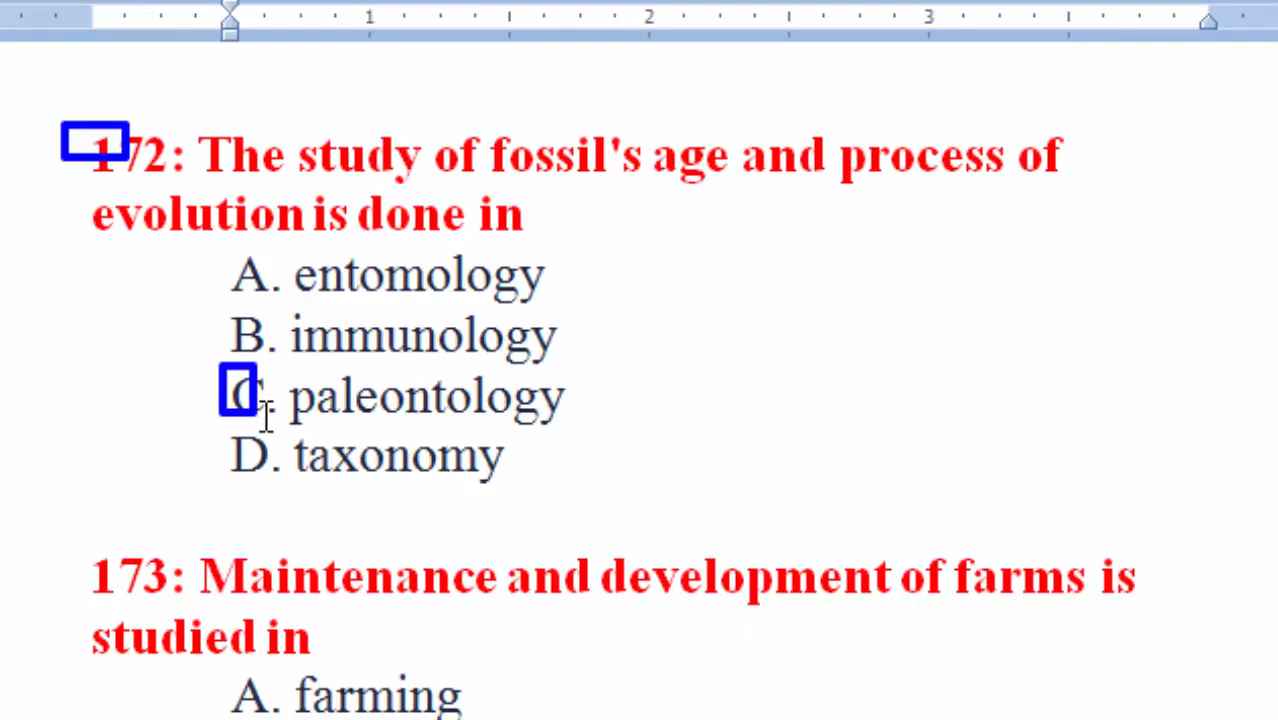 1 2 3
172: The study of fossil's age and process of
evolution is done in
A. entomology
B. immunology
C. paleontology
D. taxonomy
173: Maintenance and development of farms is
studied in
A. farming